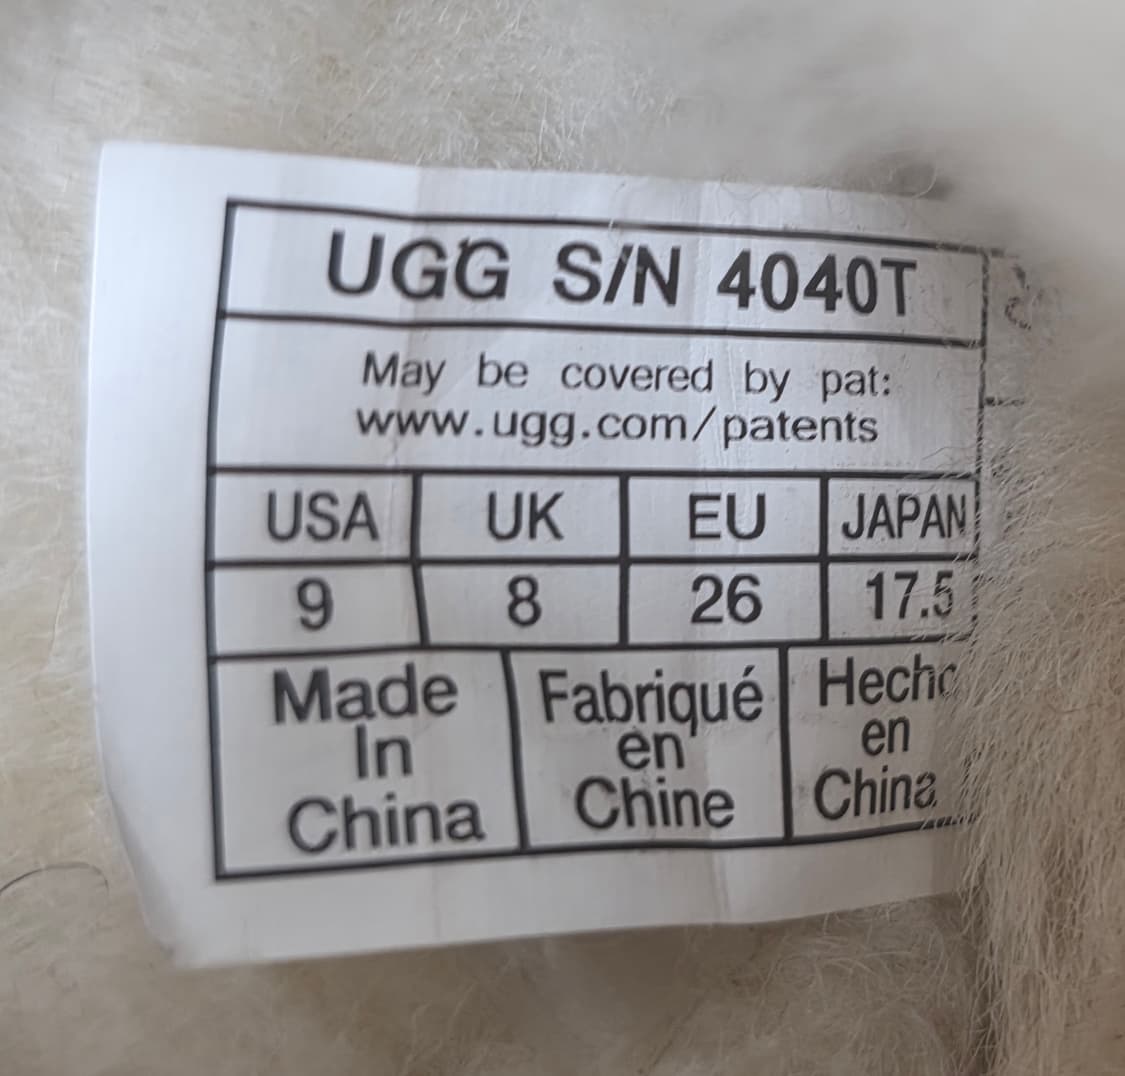 UGG S/N 4040T
May be covered by pat:
www.ugg.com/patents
USA UK EU JAPAN
9 8 26 17.5
Made Fabriqué Hecho
In en en
China Chine China